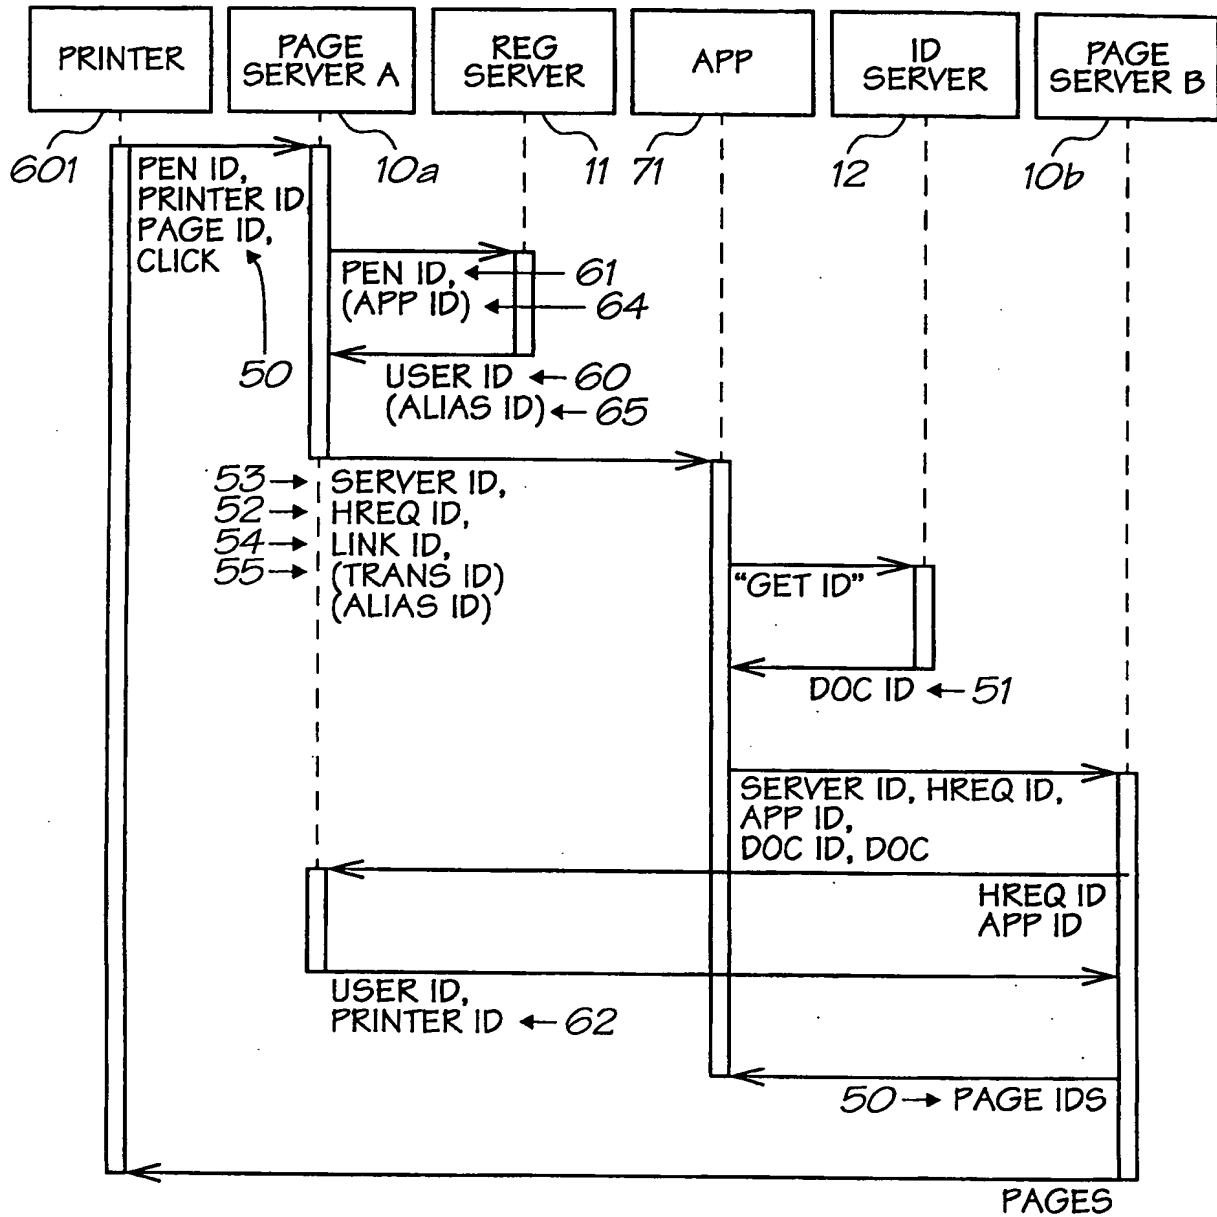 PRINTER
PAGE
SERVER A
REG
SERVER
APP
ID
SERVER
PAGE
SERVER B
601
10a
11
71
12
10b
PEN ID,
PRINTER ID
PAGE ID,
CLICK
50
PEN ID,
61
(APP ID)
64
USER ID
60
(ALIAS ID)
65
53
SERVER ID,
52
HREQ ID,
54
LINK ID,
55
(TRANS ID)
(ALIAS ID)
"GET ID"
DOC ID
51
SERVER ID, HREQ ID,
APP ID,
DOC ID, DOC
HREQ ID
APP ID
USER ID,
PRINTER ID
62
50
PAGE IDS
PAGES